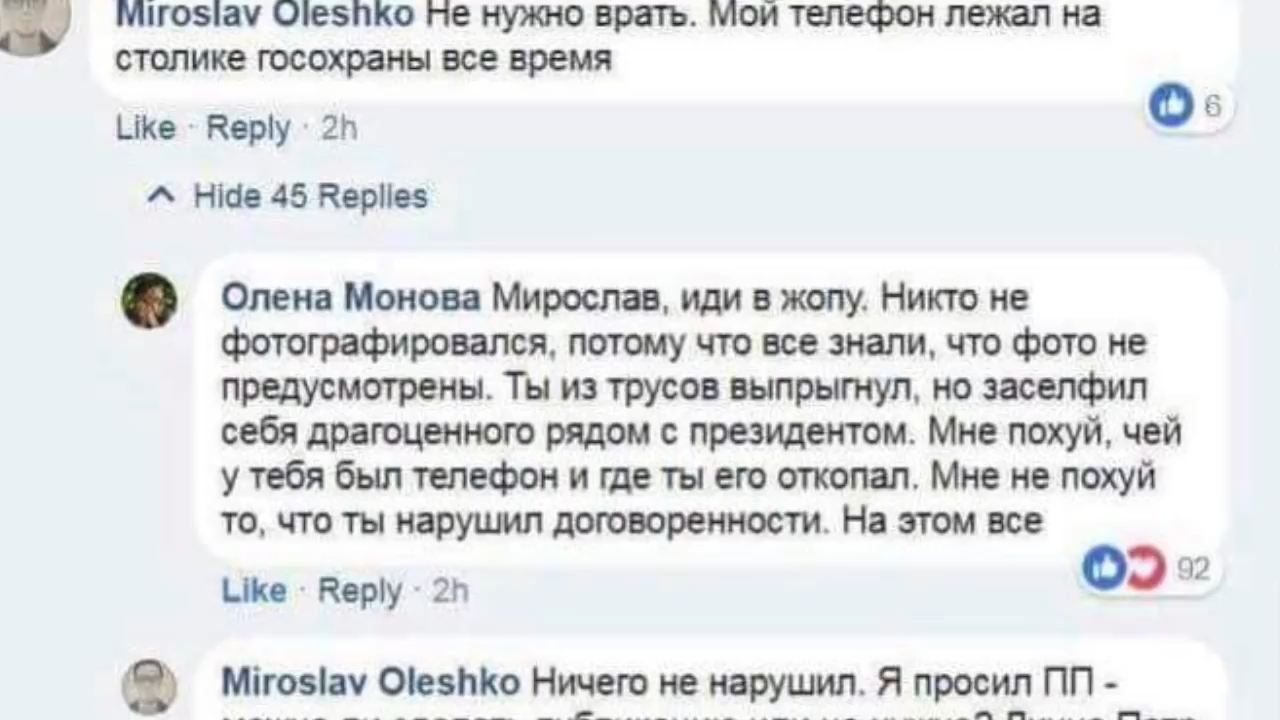 Miroslav Oleshko Не нужно врать. Мой телефон лежал на
столике госохраны все время
6
Like · Reply · 2h
Hide 45 Replies
Олена Монова Мирослав, иди в жопу. Никто не
фотографировался, потому что все знали, что фото не
предусмотрены. Ты из трусов выпрыгнул, но заселфил
себя драгоценного рядом с президентом. Мне похуй, чей
у тебя был телефон и где ты его откопал. Мне не похуй
то, что ты нарушил договоренности. На этом все
92
Like · Reply · 2h
Miroslav Oleshko Ничего не нарушил. Я просил ПП -